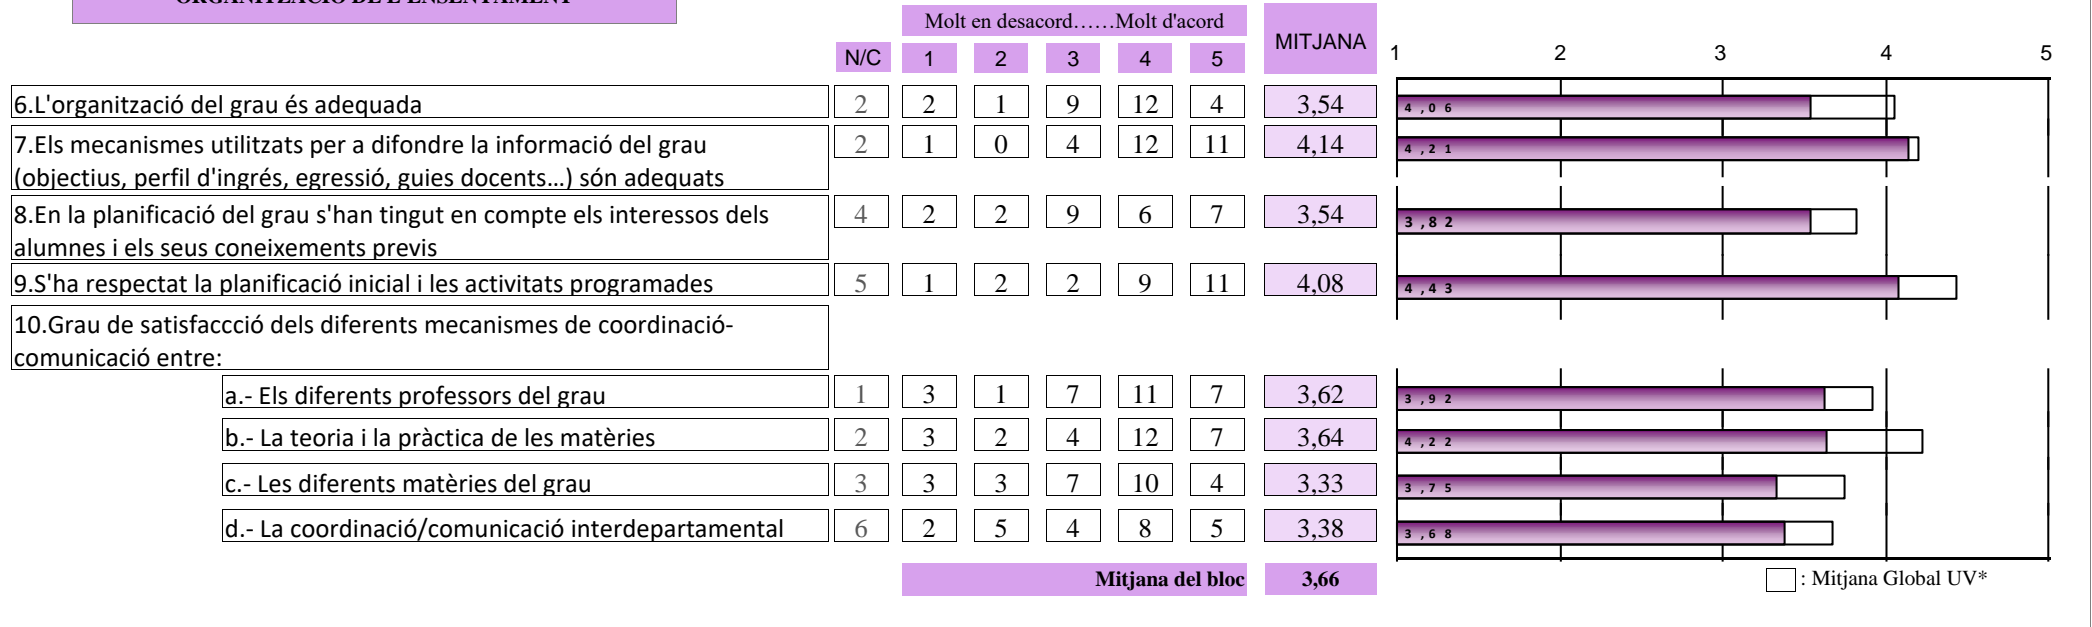 Molt en desacord……Molt d'acord
MITJANA
N/C 1 2 3 4 5
1 2 3 4 5
6.L'organització del grau és adequada 2 2 1 9 12 4 3,54 4,06
7.Els mecanismes utilitzats per a difondre la informació del grau
(objectius, perfil d'ingrés, egressió, guies docents...) són adequats 2 1 0 4 12 11 4,14 4,21
8.En la planificació del grau s'han tingut en compte els interessos dels
alumnes i els seus coneixements previs 4 2 2 9 6 7 3,54 3,82
9.S'ha respectat la planificació inicial i les activitats programades 5 1 2 2 9 11 4,08 4,43
10.Grau de satisfaccció dels diferents mecanismes de coordinació-
comunicació entre:
a.- Els diferents professors del grau 1 3 1 7 11 7 3,62 3,92
b.- La teoria i la pràctica de les matèries 2 3 2 4 12 7 3,64 4,22
c.- Les diferents matèries del grau 3 3 3 7 10 4 3,33 3,75
d.- La coordinació/comunicació interdepartamental 6 2 5 4 8 5 3,38 3,68
Mitjana del bloc 3,66
: Mitjana Global UV*